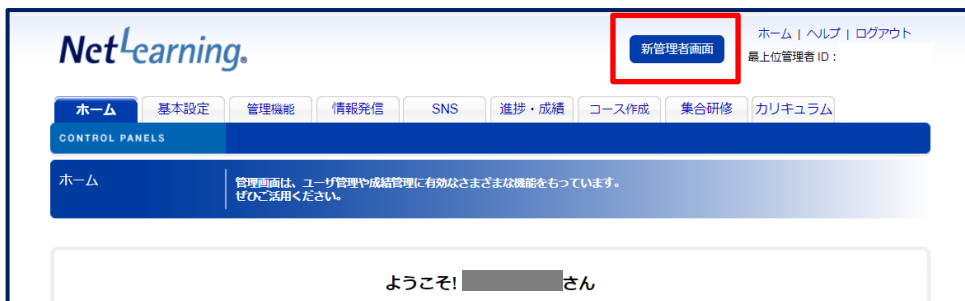 NetLearning.
新管理者画面
ホーム | ヘルプ | ログアウト
最上位管理者 ID :
ホーム 基本設定 管理機能 情報発信 SNS 進捗・成績 コース作成 集合研修 カリキュラム
CONTROL PANELS
ホーム
管理画面は、ユーザ管理や成績管理に有効なさまざまな機能をもっています。
ぜひご活用ください。
ようこそ! さん